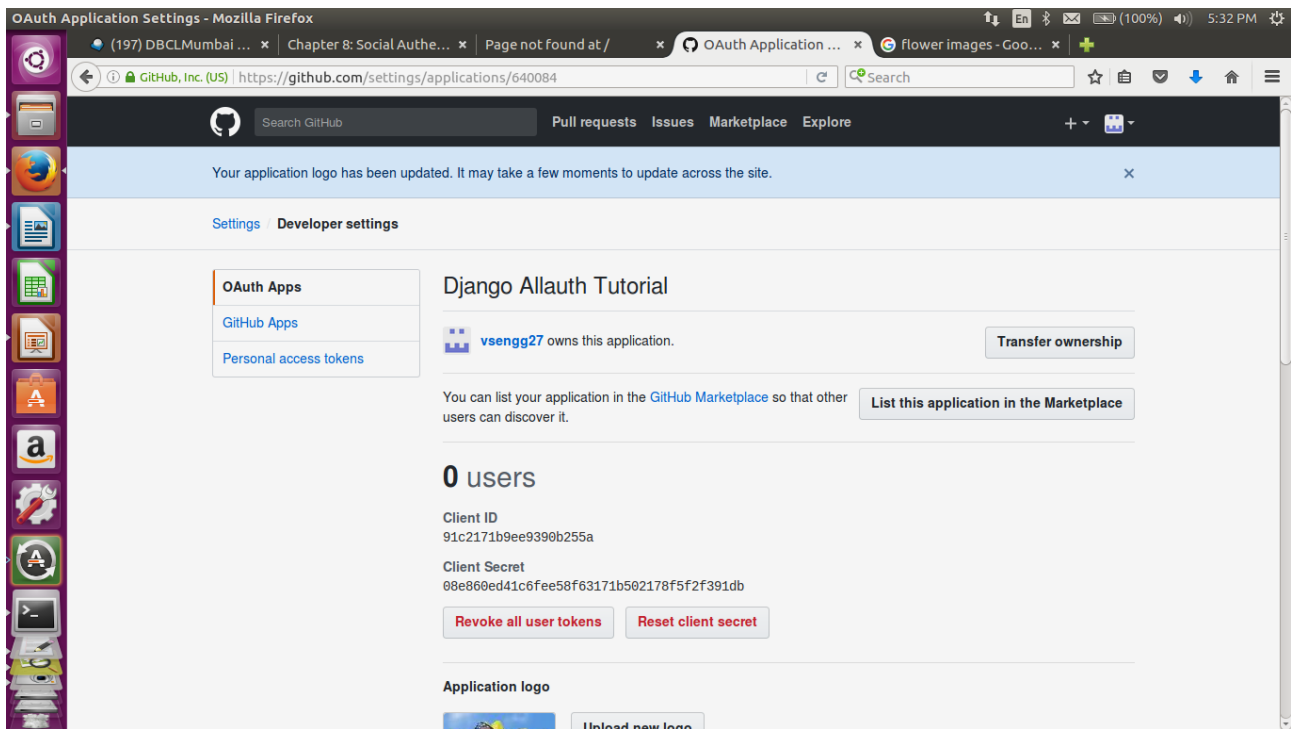 OAuth Application Settings - Mozilla Firefox
En
(100%)
5:32 PM
(197) DBCLMumbai ...
Chapter 8: Social Authe...
Page not found at /
OAuth Application ...
flower images - Goo...
GitHub, Inc. (US)
https://github.com/settings/applications/640084
Search
Search GitHub
Pull requests Issues Marketplace Explore
Your application logo has been updated. It may take a few moments to update across the site.
Settings / Developer settings
OAuth Apps
GitHub Apps
Personal access tokens
Django Allauth Tutorial
vsengg27 owns this application.
Transfer ownership
You can list your application in the GitHub Marketplace so that other
users can discover it.
List this application in the Marketplace
0 users
Client ID
91c2171b9ee9390b255a
Client Secret
08e860ed41c6fee58f63171b502178f5f2f391db
Revoke all user tokens
Reset client secret
Application logo
Upload new logo